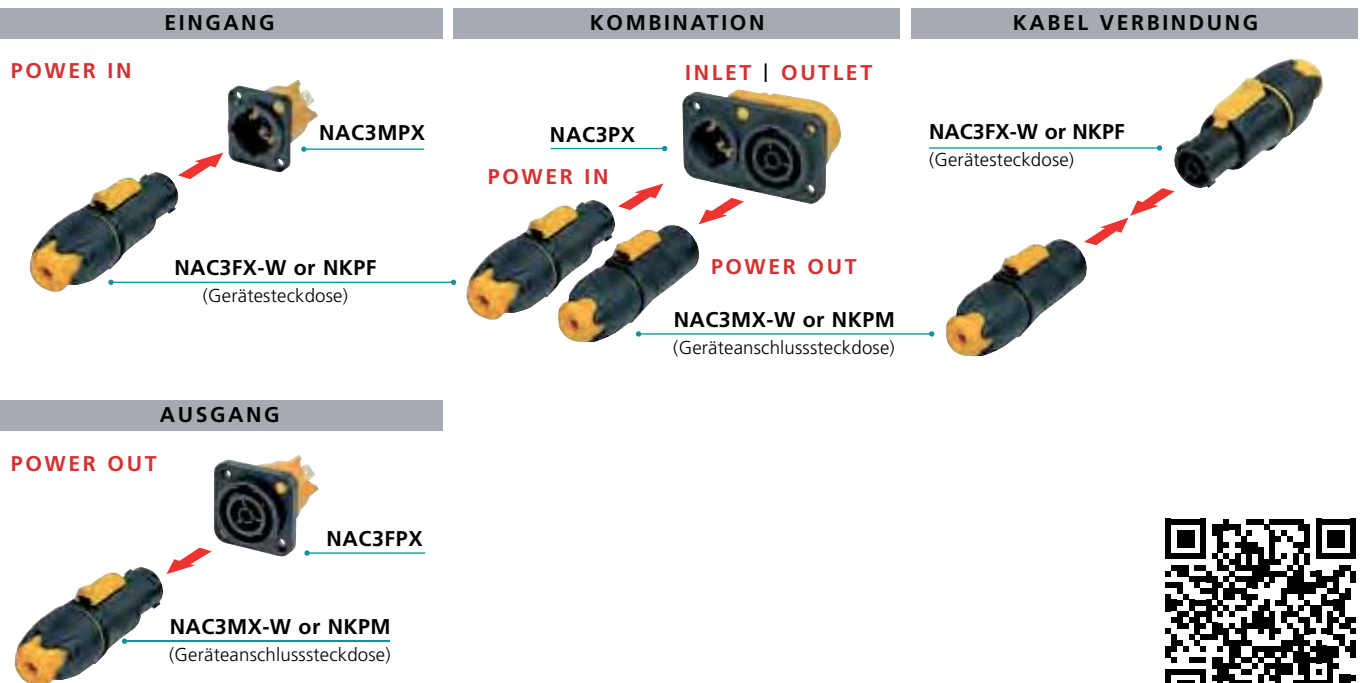 EINGANG
POWER IN
NAC3MPX
NAC3FX-W or NKPF
(Gerätesteckdose)
KOMBINATION
INLET | OUTLET
NAC3PX
POWER IN
POWER OUT
NAC3MX-W or NKPM
(Geräteanschlusssteckdose)
KABEL VERBINDUNG
NAC3FX-W or NKPF
(Gerätesteckdose)
AUSGANG
POWER OUT
NAC3FPX
NAC3MX-W or NKPM
(Geräteanschlusssteckdose)